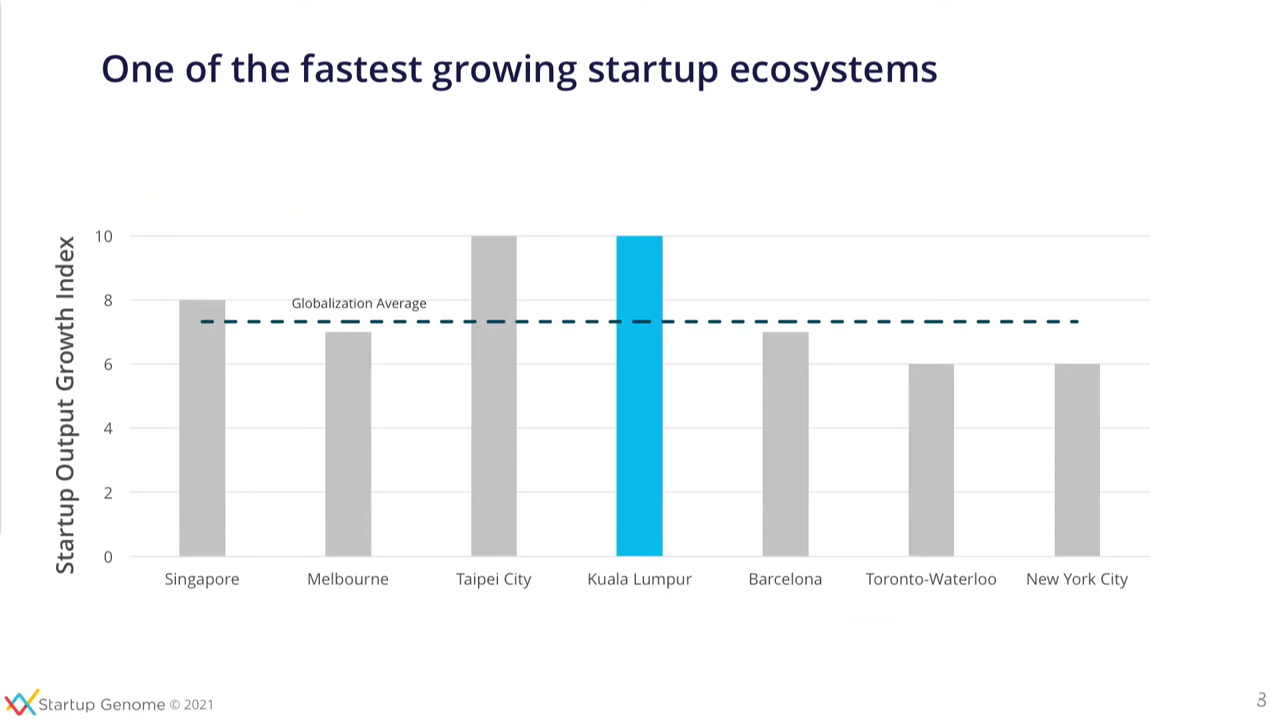 One of the fastest growing startup ecosystems
Startup Output Growth Index
10
8
6
4
2
0
Globalization Average
Singapore
Melbourne
Taipei City
Kuala Lumpur
Barcelona
Toronto-Waterloo
New York City
Startup Genome © 2021